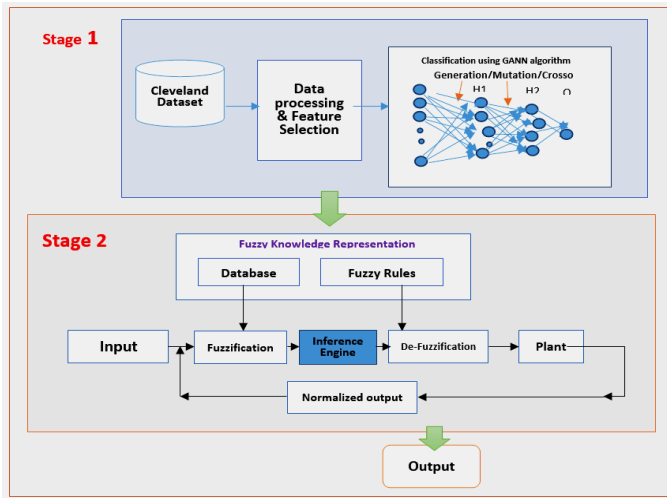 Stage 1
Cleveland
Dataset
Data
processing
& Feature
Selection
Classification using GANN algorithm
Generation/Mutation/Crosso
H1
H2
O
Stage 2
Fuzzy Knowledge Representation
Database
Fuzzy Rules
Input
Fuzzification
Inference
Engine
De-Fuzzification
Plant
Normalized output
Output